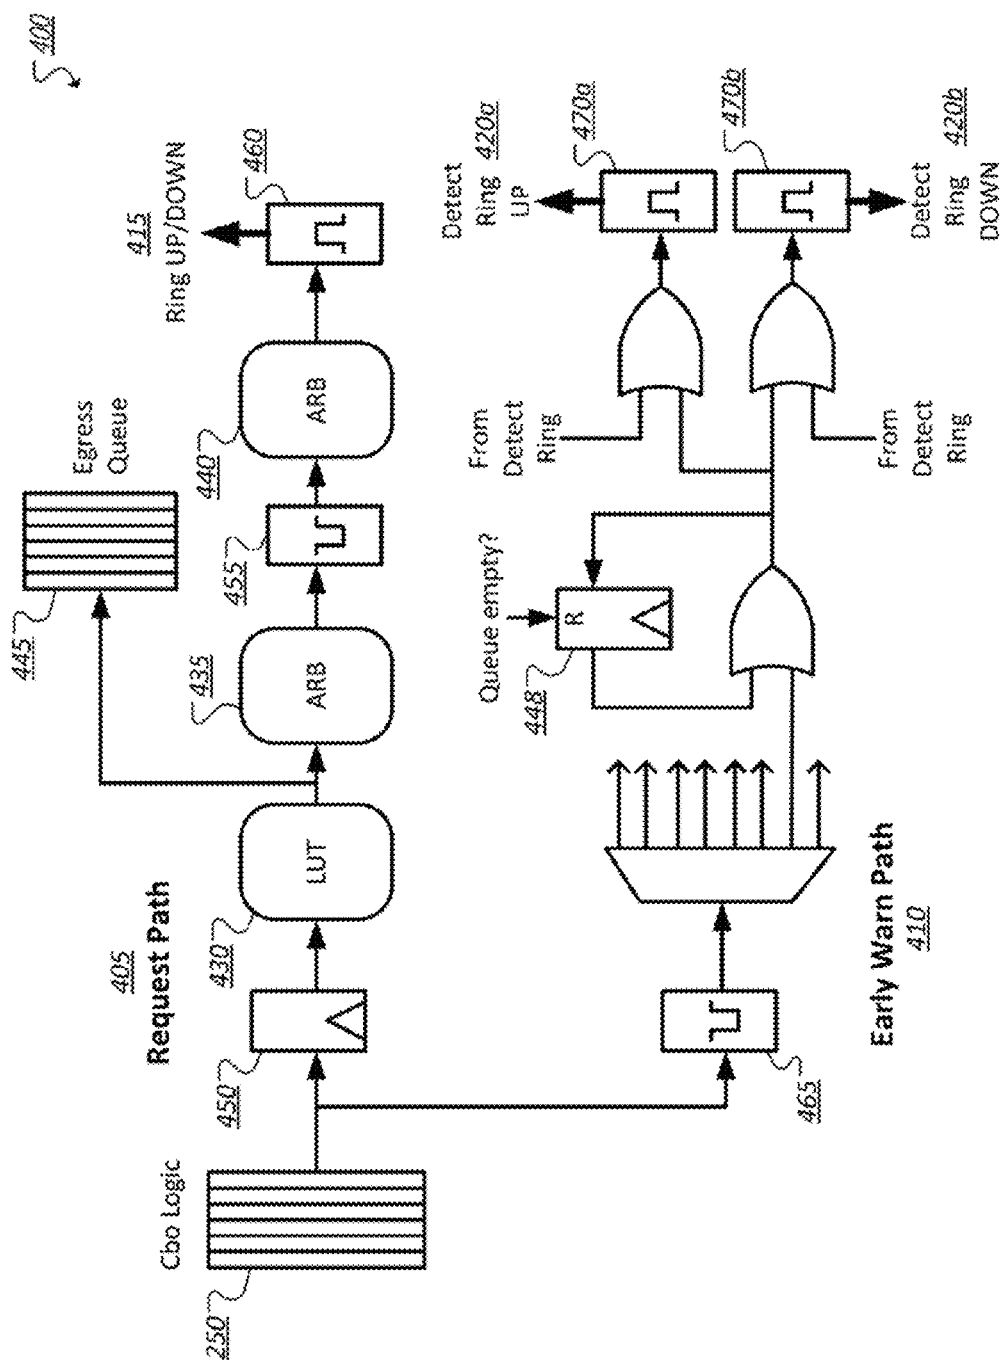 400
Egress
Queue
445
415
Ring UP/DOWN
460
440
ARB
455
435
ARB
405
Request Path
430
LUT
450
Cbo Logic
250
Detect
Ring
UP
420a
470a
470b
Detect
Ring
DOWN
420b
From
Detect
Ring
From
Detect
Ring
Queue empty?
R
448
Early Warn Path
410
465